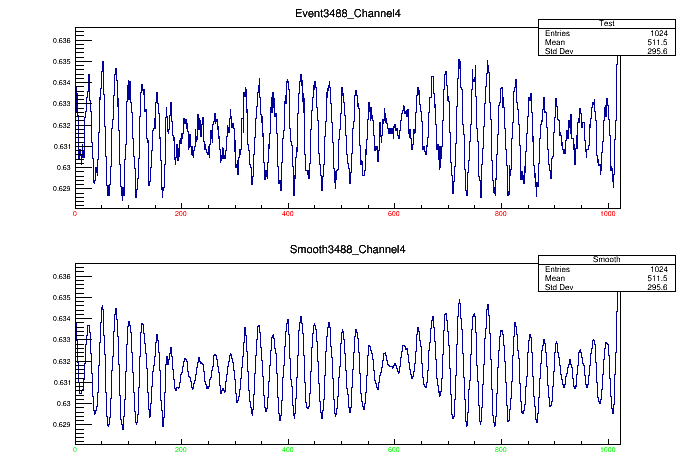 Event3488_Channel4
Test
Entries 1024
Mean 511.5
Std Dev 295.6
0.636
0.635
0.634
0.633
0.632
0.631
0.63
0.629
0 200 400 600 800 1000
Smooth3488_Channel4
Smooth
Entries 1024
Mean 511.5
Std Dev 295.6
0.636
0.635
0.634
0.633
0.632
0.631
0.63
0.629
0 200 400 600 800 1000